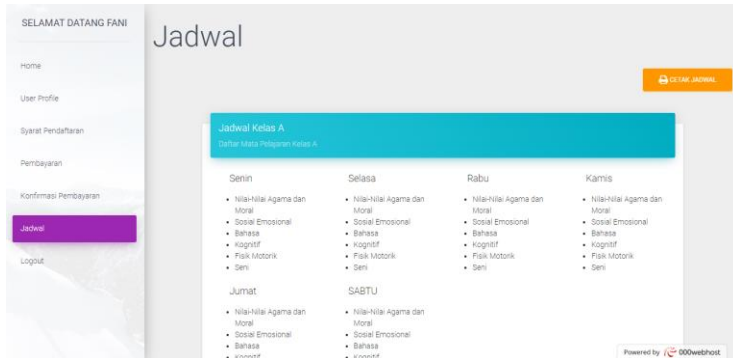 SELAMAT DATANG FANI
Home
User Profile
Syarat Pendaftaran
Pembayaran
Konfirmasi Pembayaran
Jadwal
Logout
Jadwal
CETAK JADWAL
Jadwal Kelas A
Daftar Mata Pelajaran Kelas A
Senin
Nilai-Nilai Agama dan
Moral
Sosial Emosional
Bahasa
Kognitif
Fisik Motorik
Seni
Selasa
Nilai-Nilai Agama dan
Moral
Sosial Emosional
Bahasa
Kognitif
Fisik Motorik
Seni
Rabu
Nilai-Nilai Agama dan
Moral
Sosial Emosional
Bahasa
Kognitif
Fisik Motorik
Seni
Kamis
Nilai-Nilai Agama dan
Moral
Sosial Emosional
Bahasa
Kognitif
Fisik Motorik
Seni
Jumat
Nilai-Nilai Agama dan
Moral
Sosial Emosional
Bahasa
Kognitif
SABTU
Nilai-Nilai Agama dan
Moral
Sosial Emosional
Bahasa
Kognitif
Powered by 000webhost